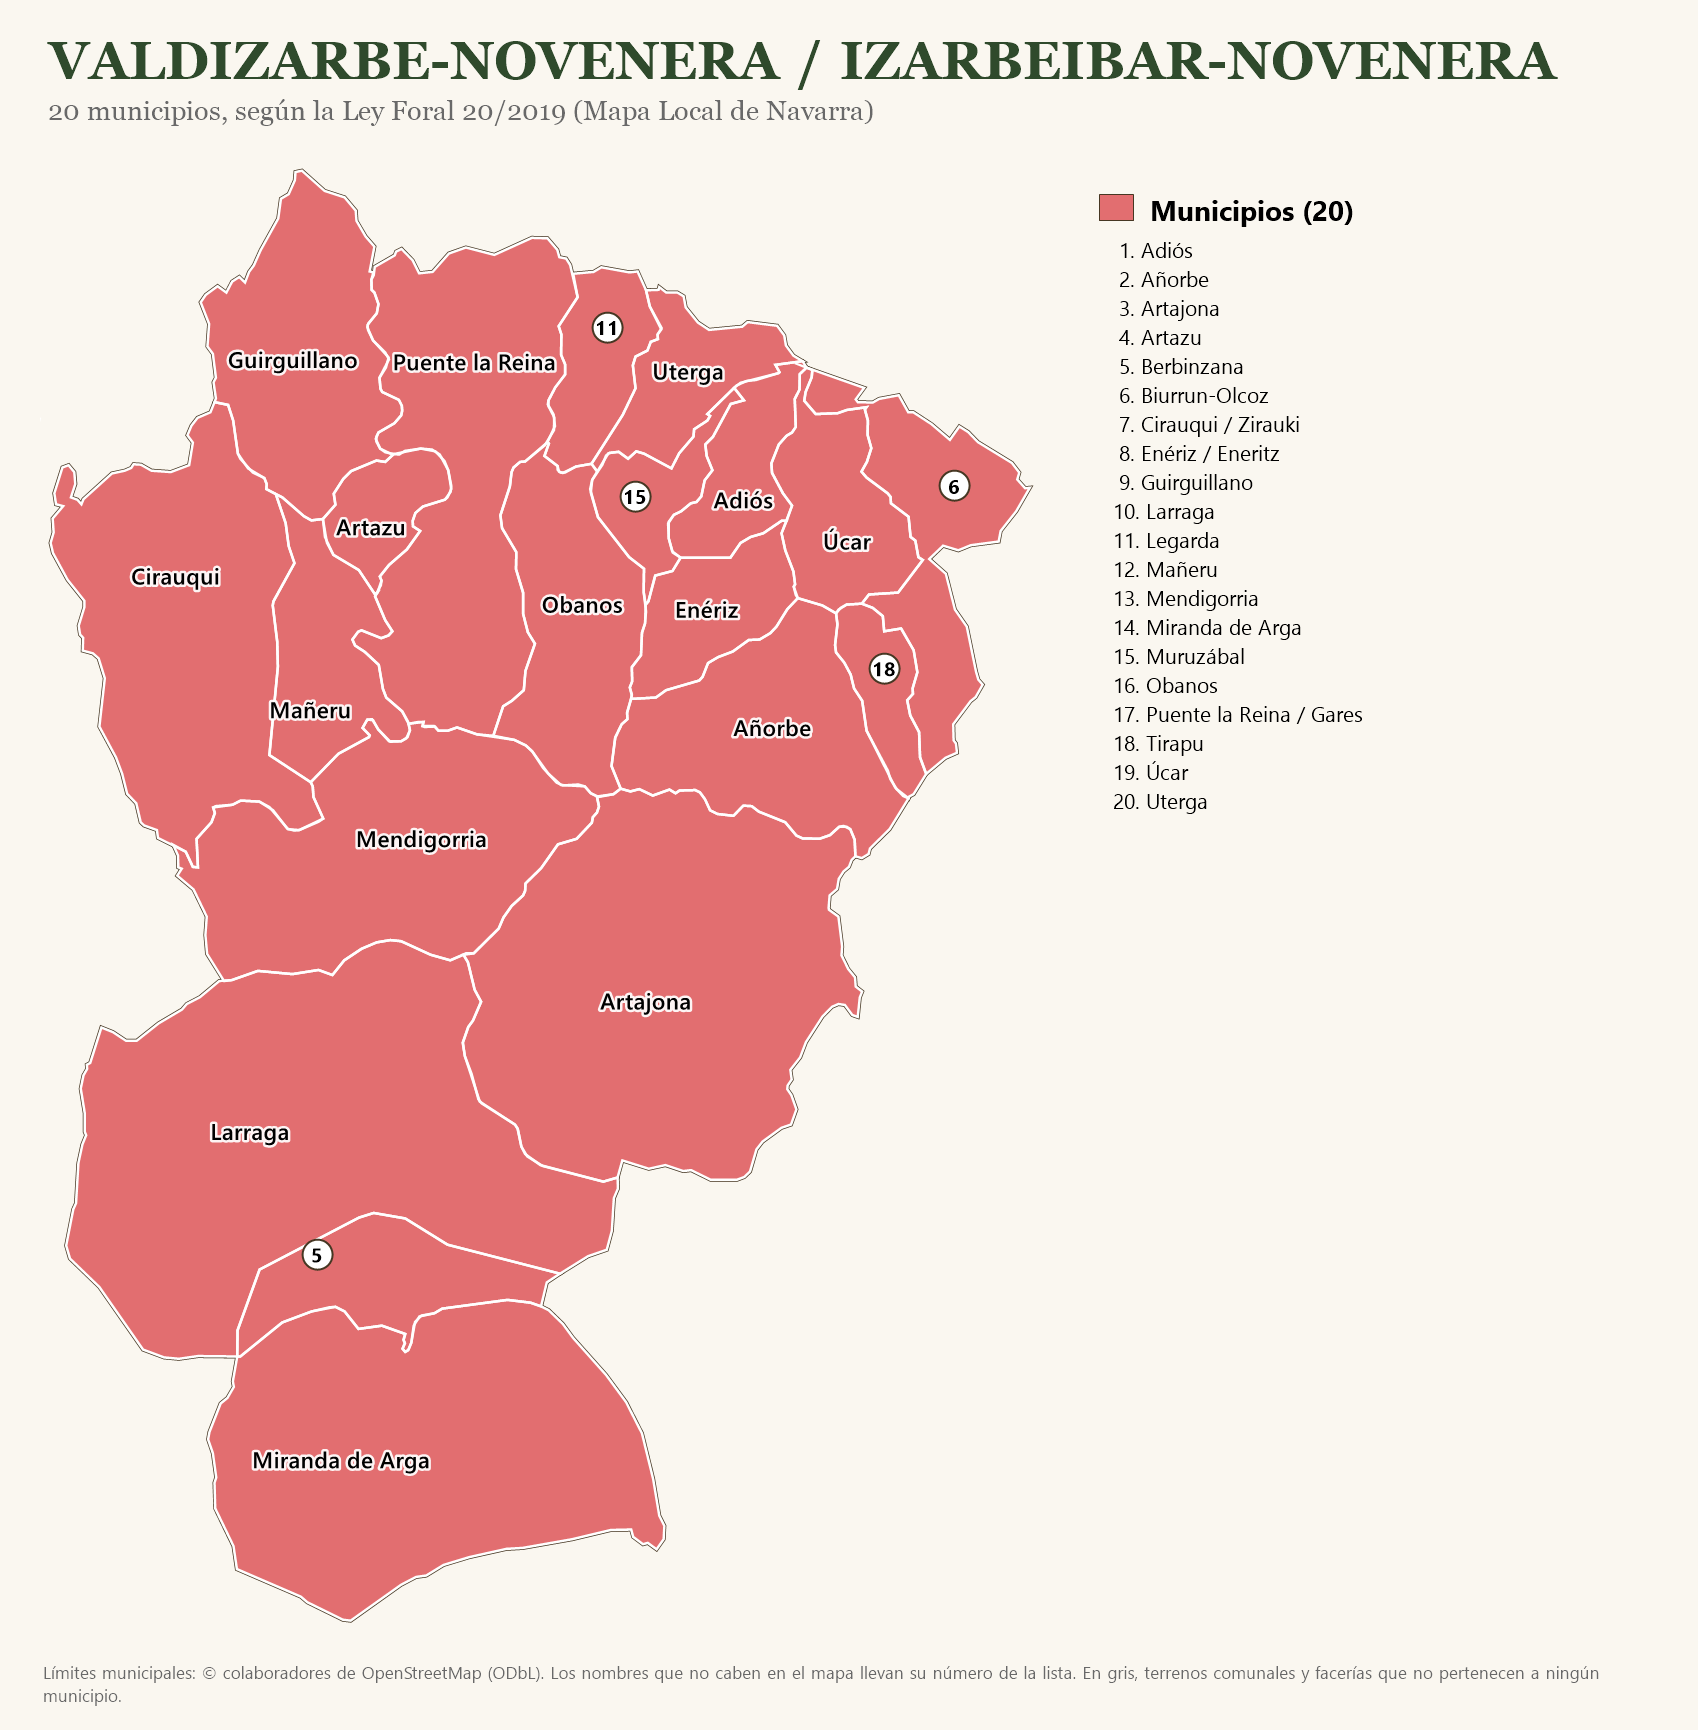 VALDIZARBE-NOVENERA / IZARBEIBAR-NOVENERA
20 municipios, según la Ley Foral 20/2019 (Mapa Local de Navarra)
Municipios (20)
1. Adiós
2. Añorbe
3. Artajona
4. Artazu
5. Berbinzana
6. Biurrun-Olcoz
7. Cirauqui / Zirauki
8. Enériz / Eneritz
9. Guirguillano
10. Larraga
11. Legarda
12. Mañeru
13. Mendigorria
14. Miranda de Arga
15. Muruzábal
16. Obanos
17. Puente la Reina / Gares
18. Tirapu
19. Úcar
20. Uterga
11
Guirguillano
Puente la Reina
Uterga
6
15
Adiós
Artazu
Úcar
Cirauqui
Obanos
Enériz
18
Mañeru
Añorbe
Mendigorria
Artajona
Larraga
5
Miranda de Arga
Límites municipales: © colaboradores de OpenStreetMap (ODbL). Los nombres que no caben en el mapa llevan su número de la lista. En gris, terrenos comunales y facerías que no pertenecen a ningún
municipio.